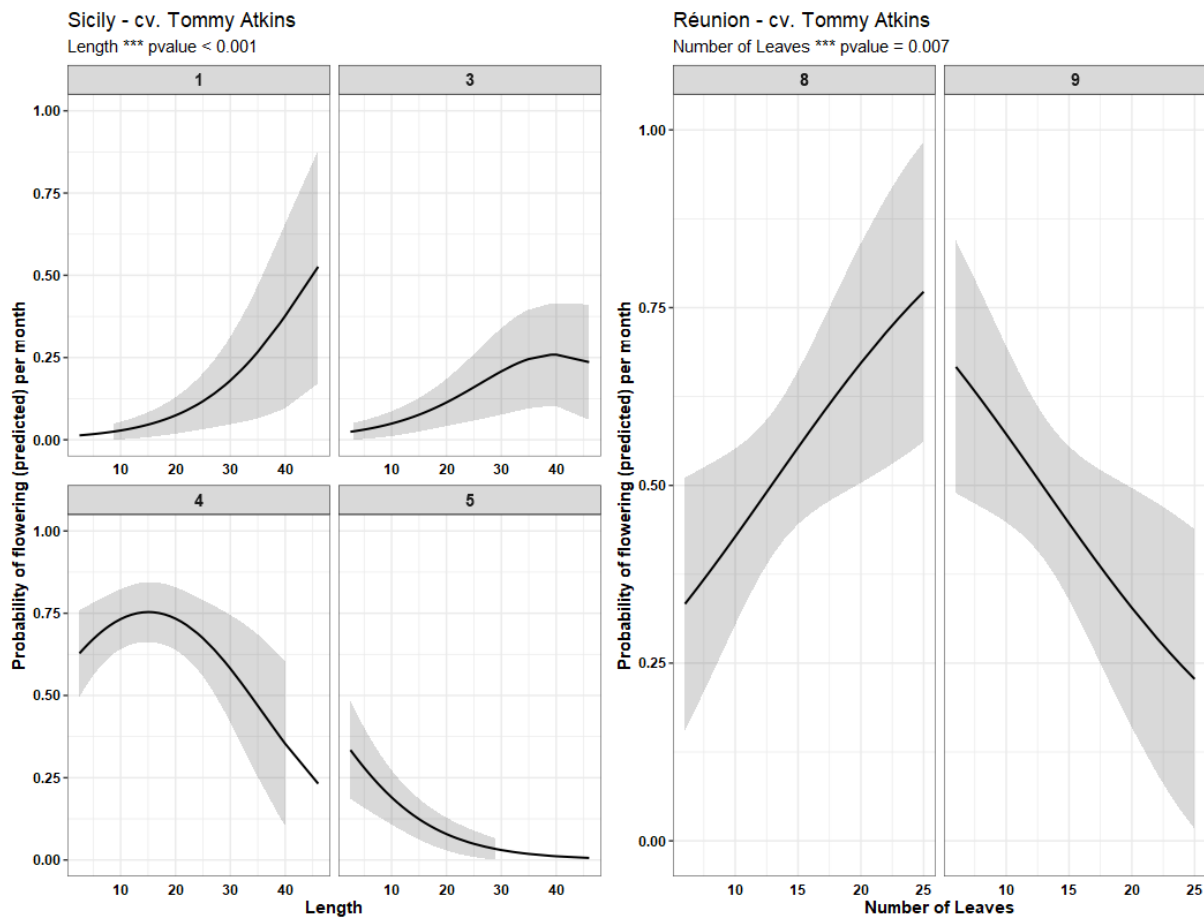 Sicily - cv. Tommy Atkins
Length *** pvalue < 0.001
1
3
1.00
0.75
0.50
0.25
0.00
10 20 30 40
10 20 30 40
4
5
1.00
0.75
0.50
0.25
0.00
10 20 30 40
10 20 30 40
Probability of flowering (predicted) per month
Length
Réunion - cv. Tommy Atkins
Number of Leaves *** pvalue = 0.007
8
9
1.00
0.75
0.50
0.25
0.00
10 15 20 25
10 15 20 25
Probability of flowering (predicted) per month
Number of Leaves